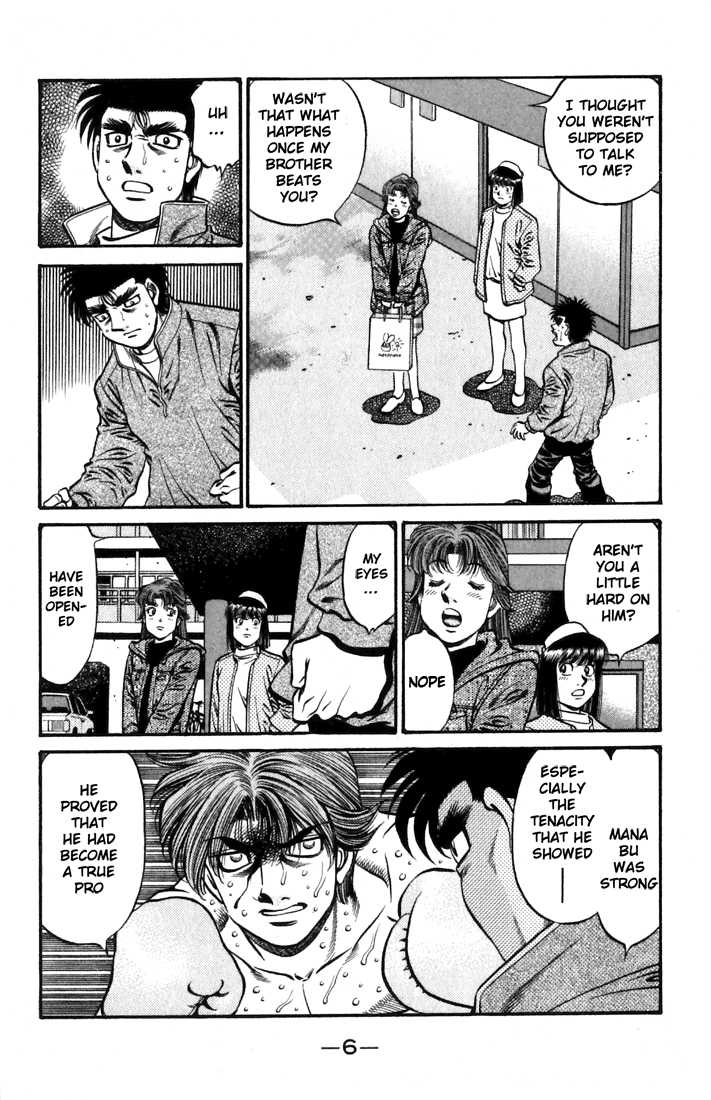 I THOUGHT
YOU WEREN'T
SUPPOSED
TO TALK
TO ME?
WASN'T
THAT WHAT
HAPPENS
ONCE MY
BROTHER
BEATS
YOU?
UH
...
AREN'T
YOU A
LITTLE
HARD ON
HIM?
NOPE
MY
EYES
...
HAVE
BEEN
OPEN-
ED
MANA
BU WAS
STRONG
ESPE-
CIALLY
THE
TENACITY
THAT HE
SHOWED
—
HE
PROVED
THAT
HE HAD
BECOME
A TRUE
PRO
—6—